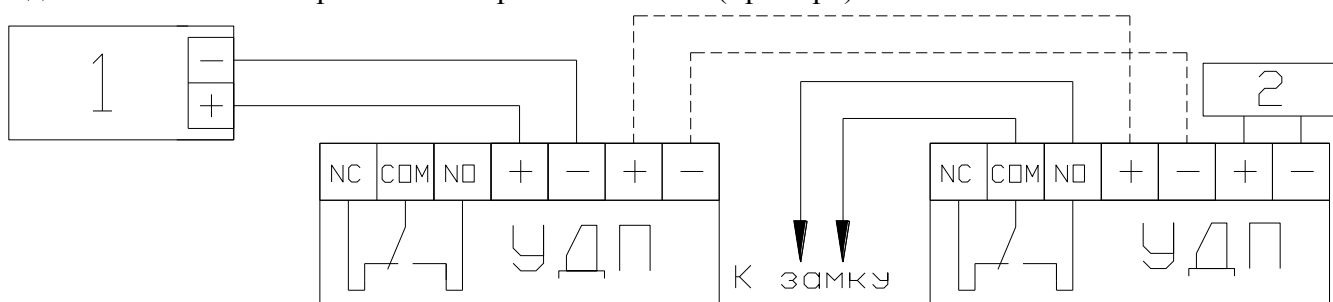 1
−
+
2
NC COM NO + − + −
NC COM NO + − + −
УДП
К замку
УДП